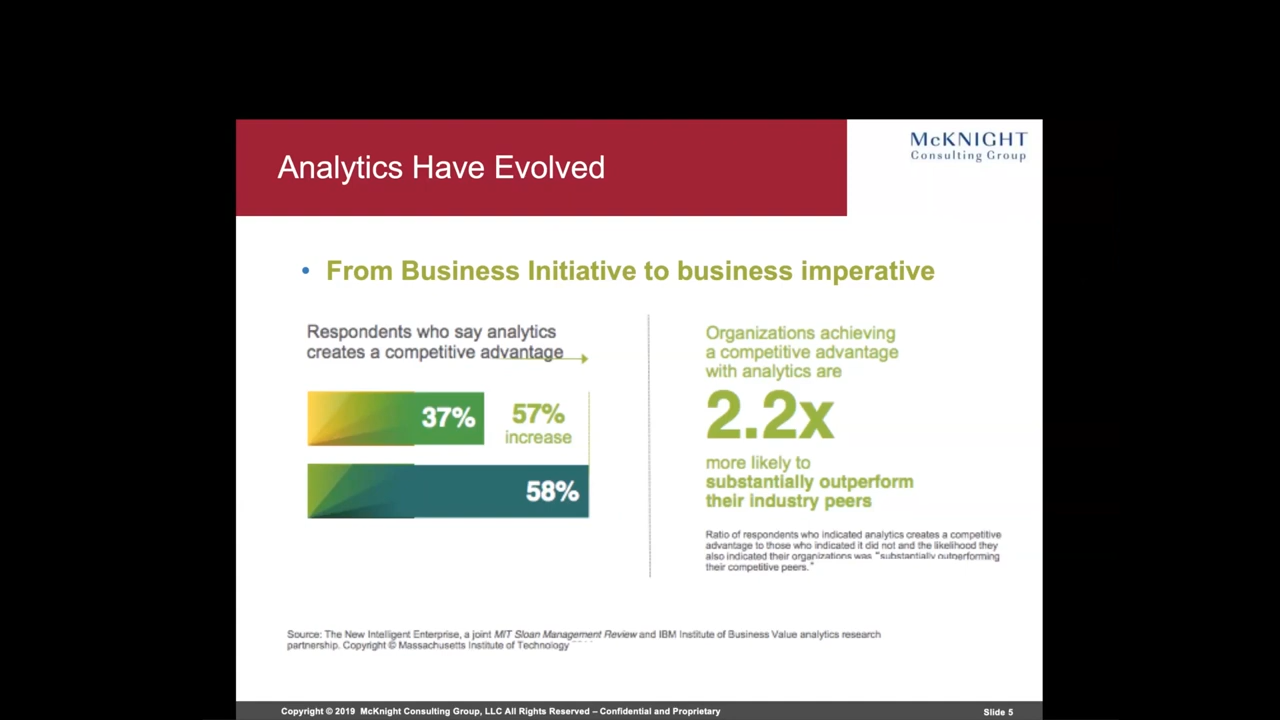 Analytics Have Evolved
McKNIGHT
Consulting Group
• From Business Initiative to business imperative
Respondents who say analytics
creates a competitive advantage
37%
57%
increase
58%
Organizations achieving
a competitive advantage
with analytics are
2.2x
more likely to
substantially outperform
their industry peers
Ratio of respondents who indicated analytics creates a competitive
advantage to those who indicated it did not and the likelihood they
also indicated their organizations was "substantially outperforming
their competitive peers."
Source: The New Intelligent Enterprise, a joint MIT Sloan Management Review and IBM Institute of Business Value analytics research
partnership. Copyright © Massachusetts Institute of Technology
Copyright © 2019 McKnight Consulting Group, LLC All Rights Reserved – Confidential and Proprietary
Slide 5